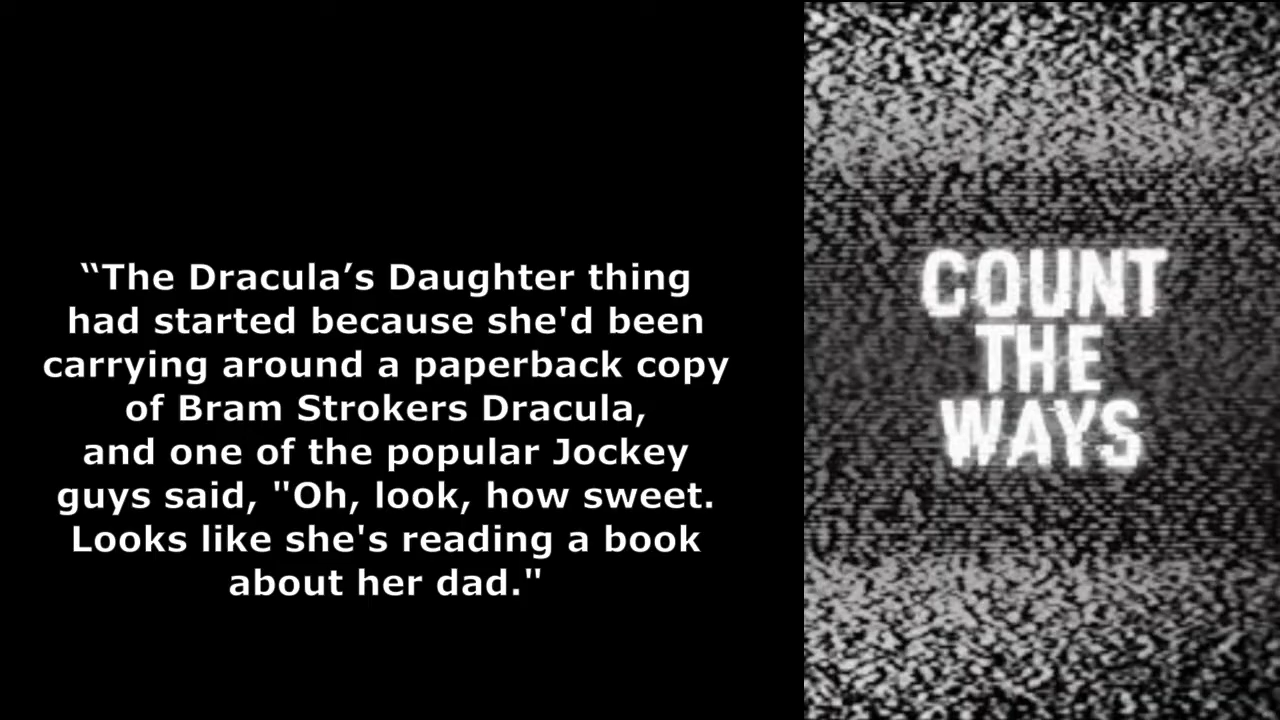 “The Dracula’s Daughter thing
had started because she'd been
carrying around a paperback copy
of Bram Strokers Dracula,
and one of the popular Jockey
guys said, "Oh, look, how sweet.
Looks like she's reading a book
about her dad."
COUNT
THE
WAYS